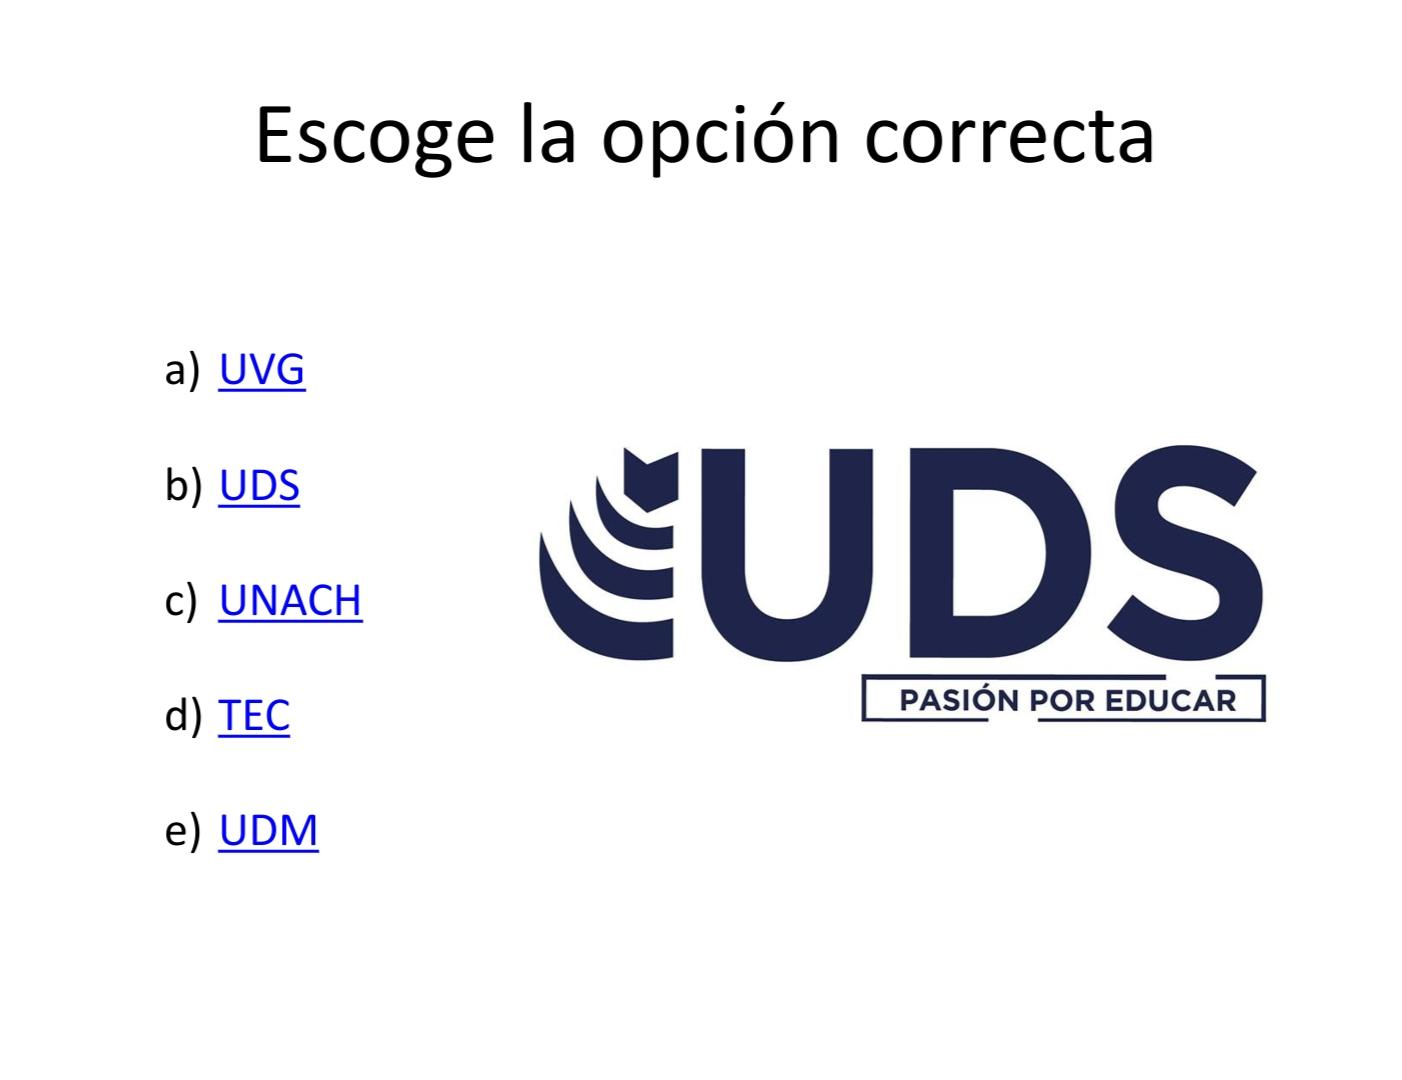 Escoge la opción correcta
a) UVG
b) UDS
c) UNACH
d) TEC
e) UDM
UDS
PASIÓN POR EDUCAR